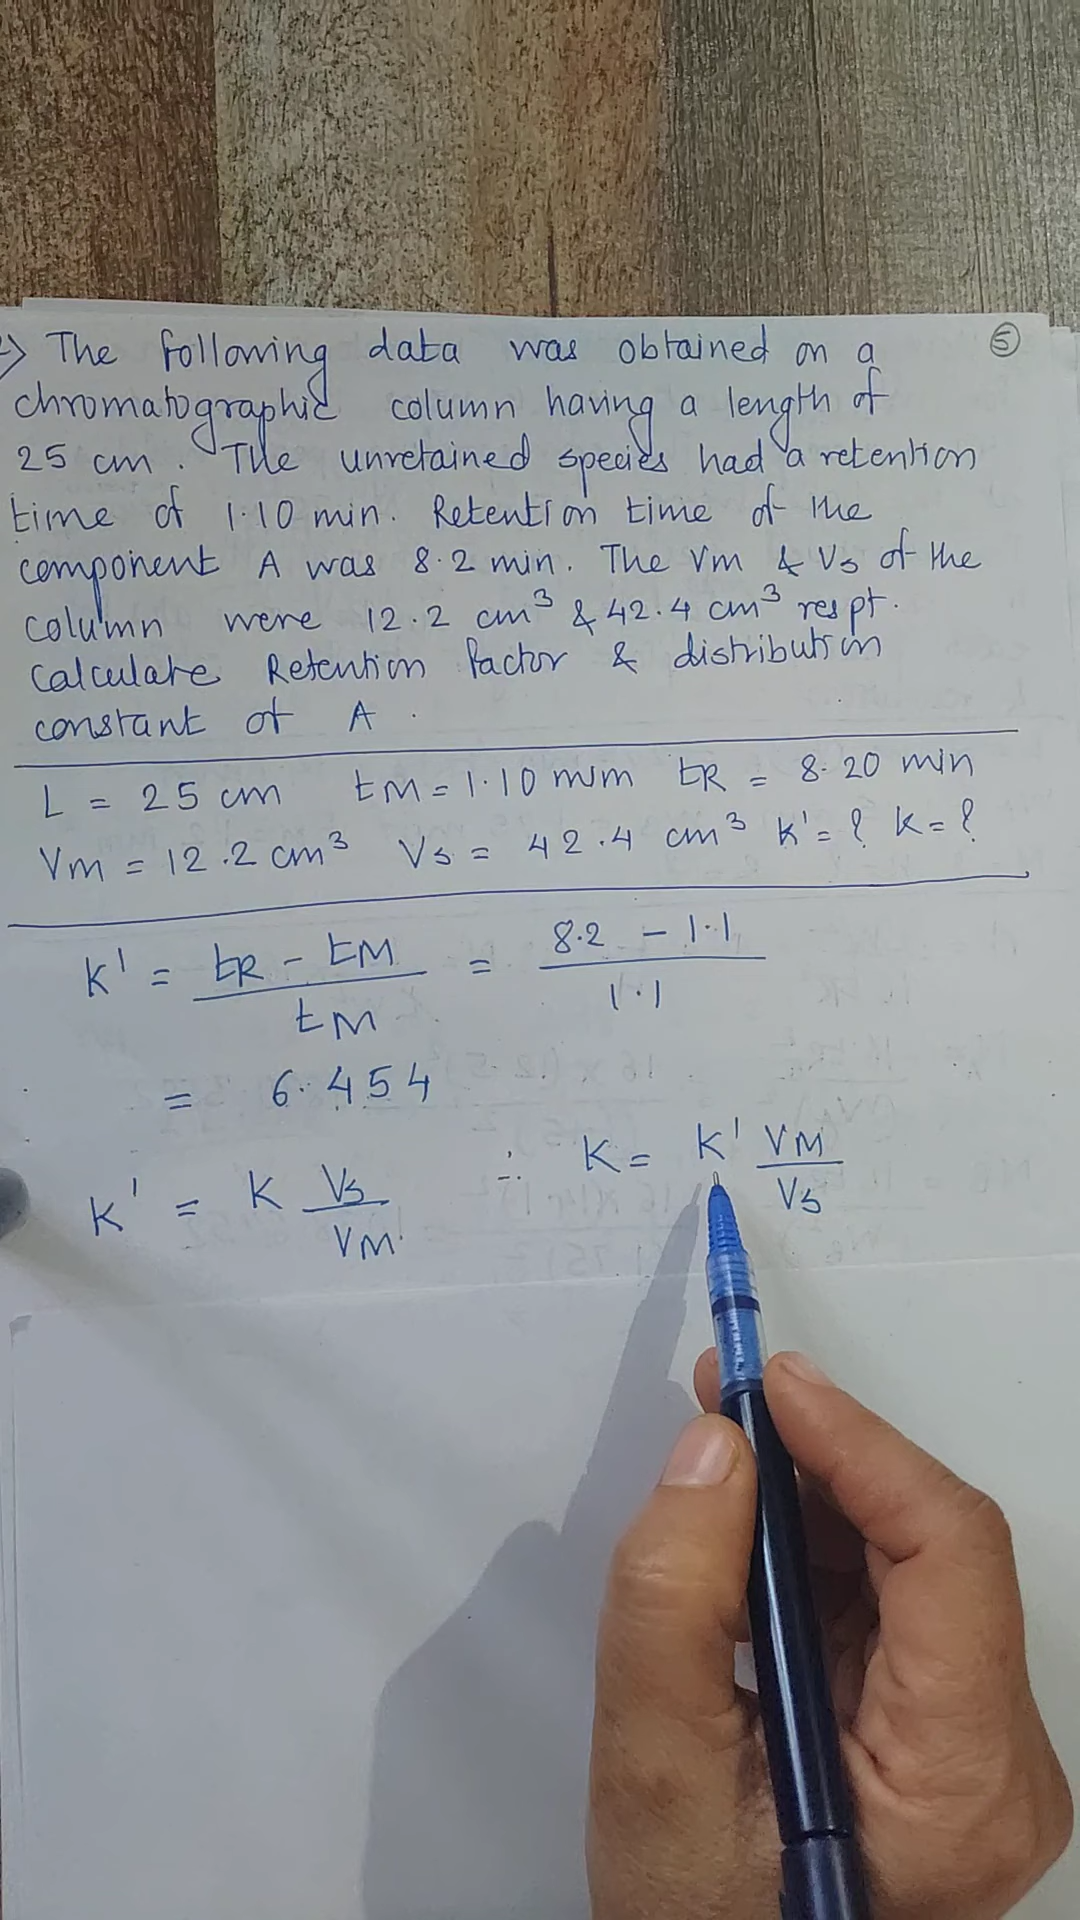 The following data was obtained on a
⑤
chromatographic column having a length of
25 cm. The unretained species had a retention
time of 1.10 min. Retention time of the
component A was 8.2 min. The Vm & Vs of the
column were 12.2 cm³ & 42.4 cm³ respt.
Calculate Retention factor & distribution
constant of A.
L = 25 cm tM = 1.10 min tR = 8.20 min
Vm = 12.2 cm³ Vs = 42.4 cm³ K' = ? K = ?
K' = tR - tM / tM = 8.2 - 1.1 / 1.1
= 6.454
K' = K Vs / VM ∴ K = K' VM / Vs